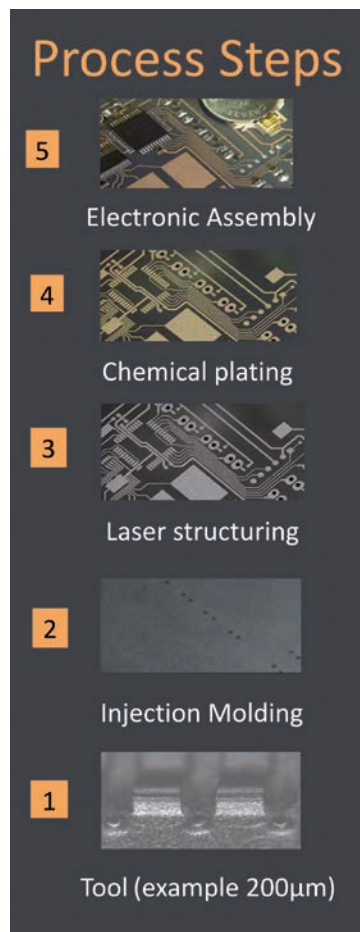 Process Steps
5
Electronic Assembly
4
Chemical plating
3
Laser structuring
2
Injection Molding
1
Tool (example 200µm)